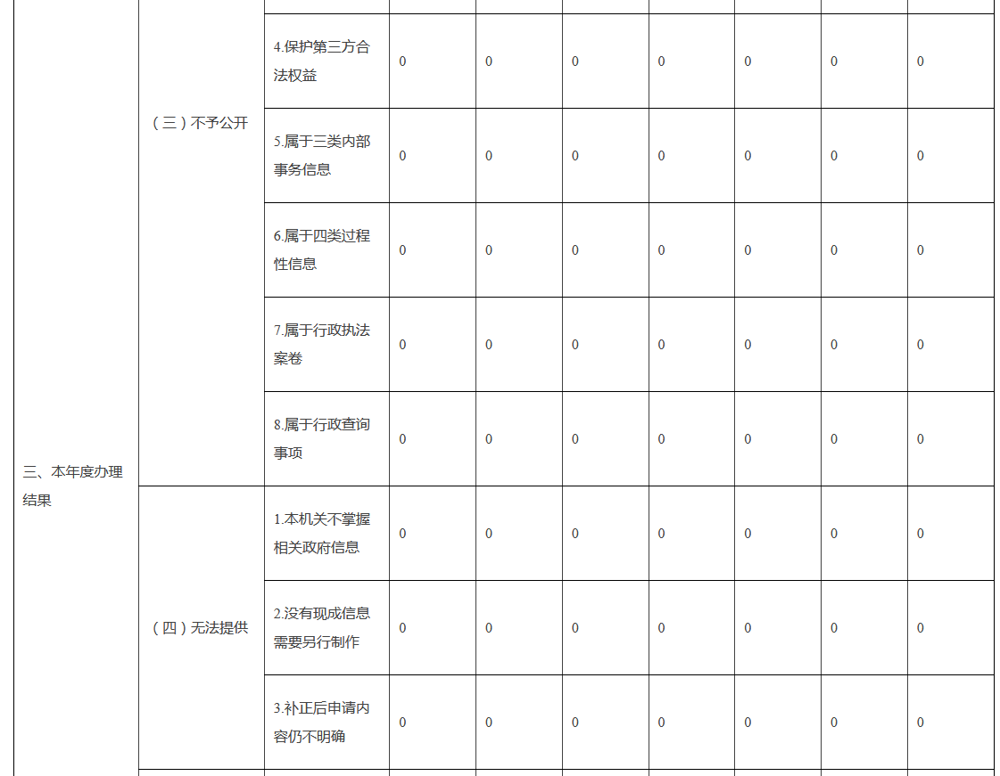 4.保护第三方合
法权益
0 0 0 0 0 0 0
（三）不予公开
5.属于三类内部
事务信息
0 0 0 0 0 0 0
6.属于四类过程
性信息
0 0 0 0 0 0 0
7.属于行政执法
案卷
0 0 0 0 0 0 0
8.属于行政查询
事项
0 0 0 0 0 0 0
三、本年度办理
结果
1.本机关不掌握
相关政府信息
0 0 0 0 0 0 0
（四）无法提供
2.没有现成信息
需要另行制作
0 0 0 0 0 0 0
3.补正后申请内
容仍不明确
0 0 0 0 0 0 0